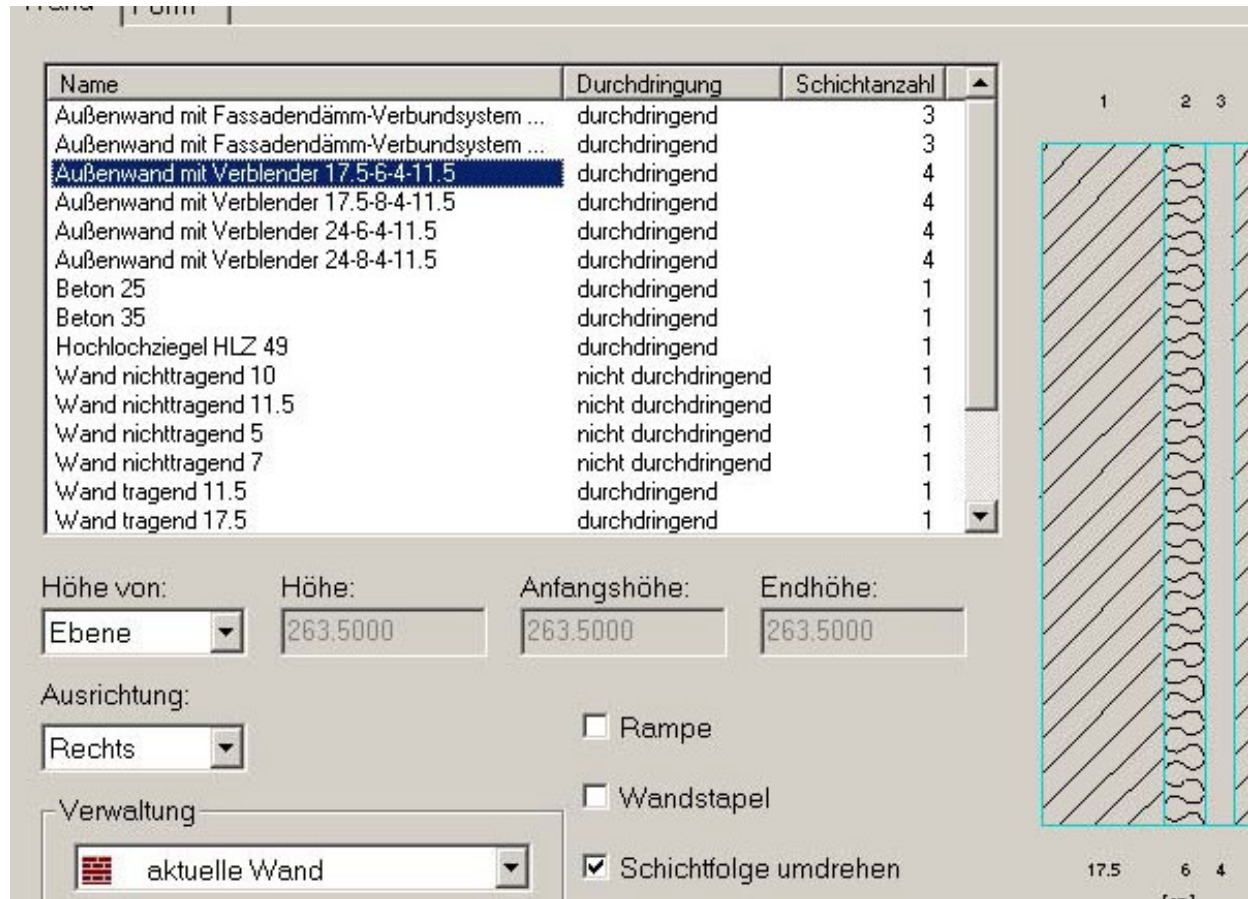 Wand Form
Name Durchdringung Schichtanzahl
Außenwand mit Fassadendämm-Verbundsystem ... durchdringend 3
Außenwand mit Fassadendämm-Verbundsystem ... durchdringend 3
Außenwand mit Verblender 17.5-6-4-11.5 durchdringend 4
Außenwand mit Verblender 17.5-8-4-11.5 durchdringend 4
Außenwand mit Verblender 24-6-4-11.5 durchdringend 4
Außenwand mit Verblender 24-8-4-11.5 durchdringend 4
Beton 25 durchdringend 1
Beton 35 durchdringend 1
Hochlochziegel HLZ 49 durchdringend 1
Wand nichttragend 10 nicht durchdringend 1
Wand nichttragend 11.5 nicht durchdringend 1
Wand nichttragend 5 nicht durchdringend 1
Wand nichttragend 7 nicht durchdringend 1
Wand tragend 11.5 durchdringend 1
Wand tragend 17.5 durchdringend 1
1 2 3
Höhe von: Höhe: Anfangshöhe: Endhöhe:
Ebene 263.5000 263.5000 263.5000
Ausrichtung:
Rechts
Rampe
Wandstapel
Verwaltung
aktuelle Wand
Schichtfolge umdrehen
17.5 6 4